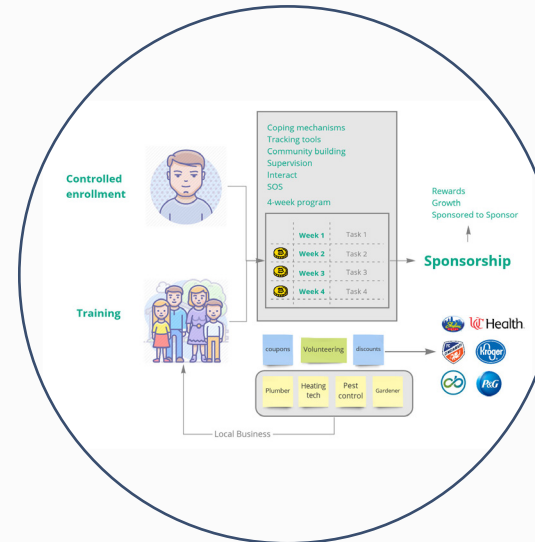 Coping mechanisms
Tracking tools
Community building
Supervision
Interact
SOS
4-week program
Controlled
enrollment
Week 1 Task 1
Week 2 Task 2
Week 3 Task 3
Week 4 Task 4
Rewards
Growth
Sponsored to Sponsor
Sponsorship
Training
coupons
Volunteering
discounts
UC Health
Kroger
P&G
Plumber
Heating
tech
Pest
control
Gardener
Local Business